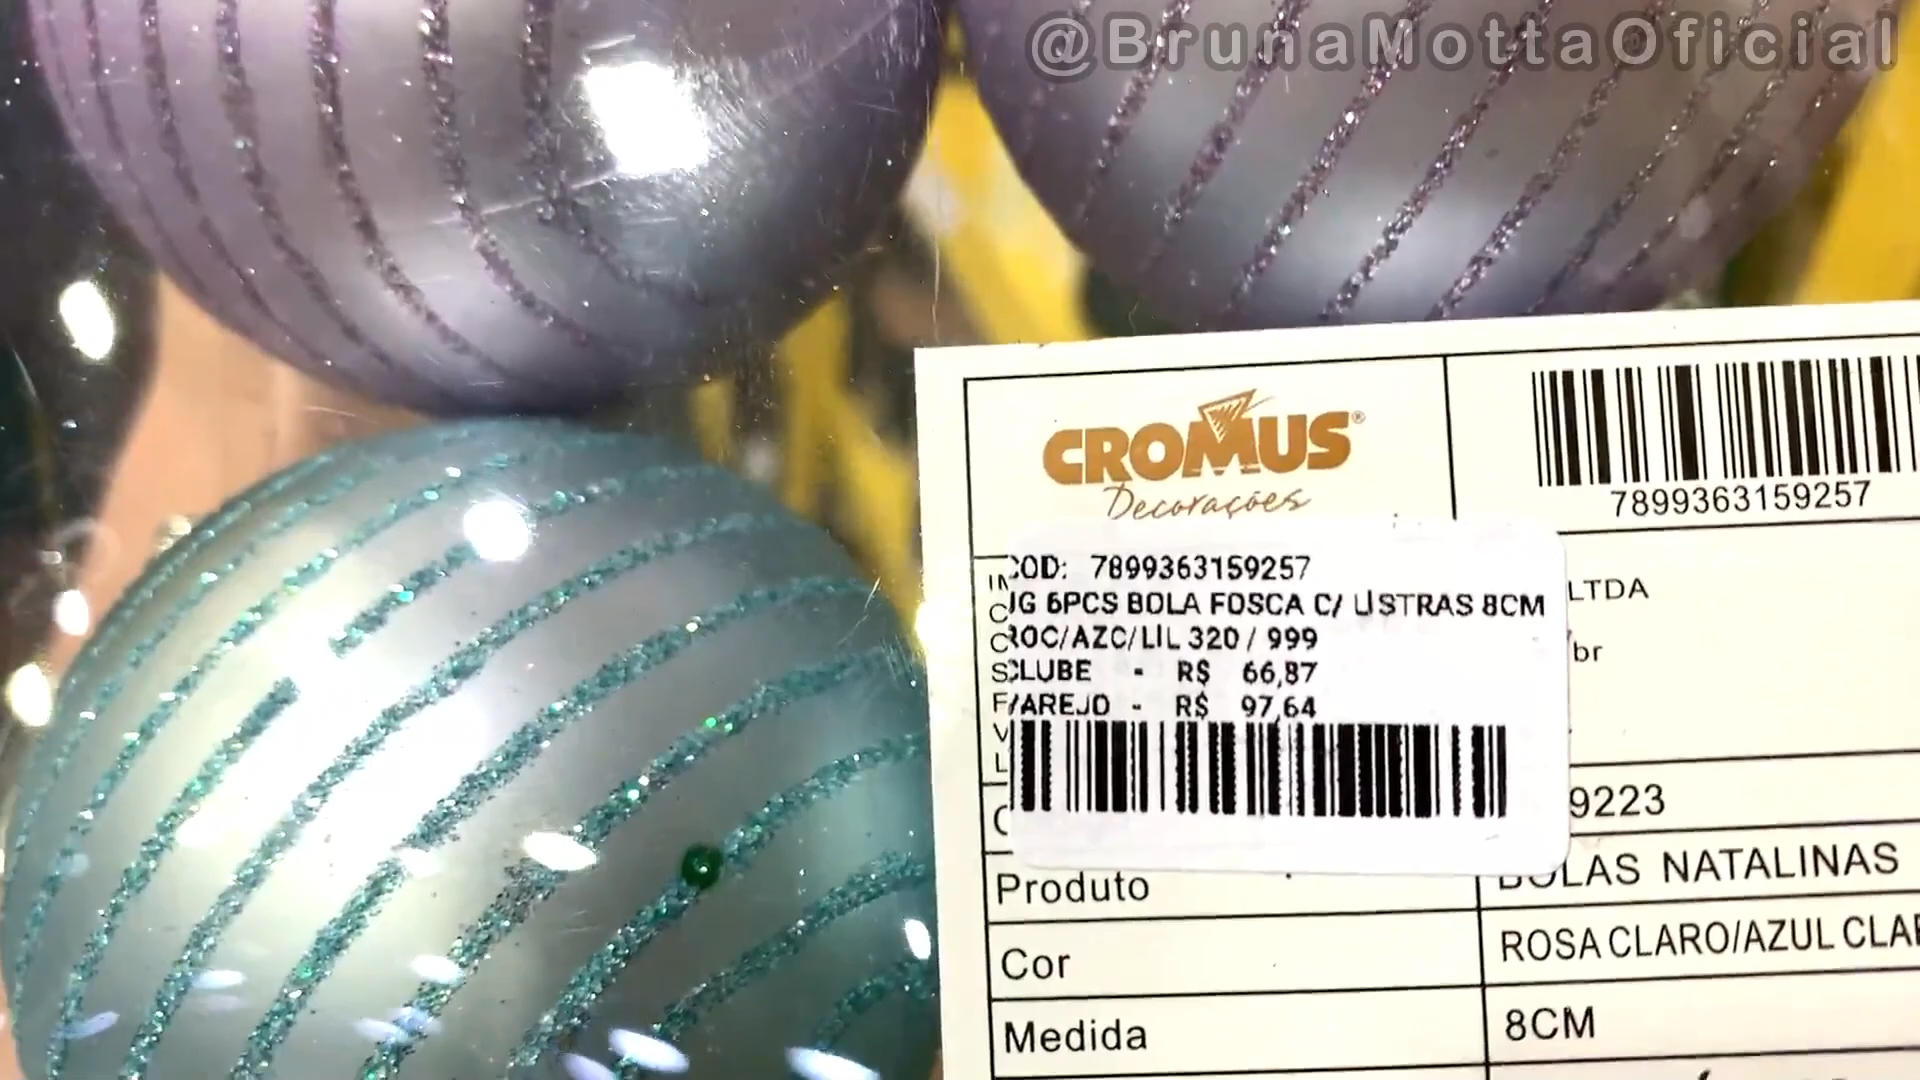 @BrunaMottaOficial
CROMUS®
Decorações
7899363159257
COD: 7899363159257
JG 6PCS BOLA FOSCA C/ LISTRAS 8CM
ROC/AZC/LIL 320 / 999
CLUBE - R$ 66,87
VAREJO - R$ 97,64
LTDA
/br
9223
Produto
BOLAS NATALINAS
Cor
ROSA CLARO/AZUL CLAR
Medida
8CM